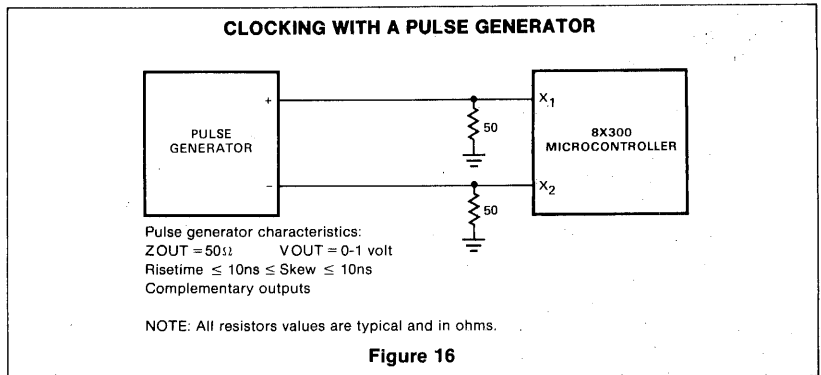 CLOCKING WITH A PULSE GENERATOR
+
X1
PULSE
GENERATOR
50
8X300
MICROCONTROLLER
−
X2
50
Pulse generator characteristics:
ZOUT = 50Ω VOUT = 0-1 volt
Risetime ≤ 10ns ≤ Skew ≤ 10ns
Complementary outputs
NOTE: All resistors values are typical and in ohms.
Figure 16